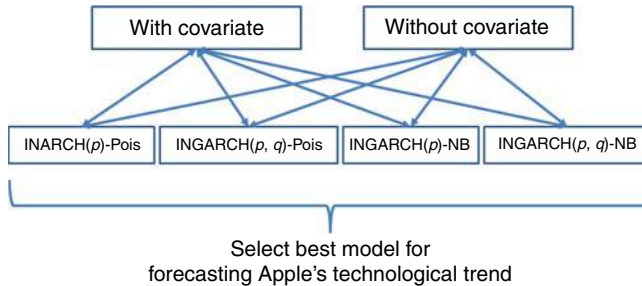 With covariate
Without covariate
INARCH(p)-Pois
INGARCH(p, q)-Pois
INGARCH(p)-NB
INGARCH(p, q)-NB
Select best model for
forecasting Apple's technological trend